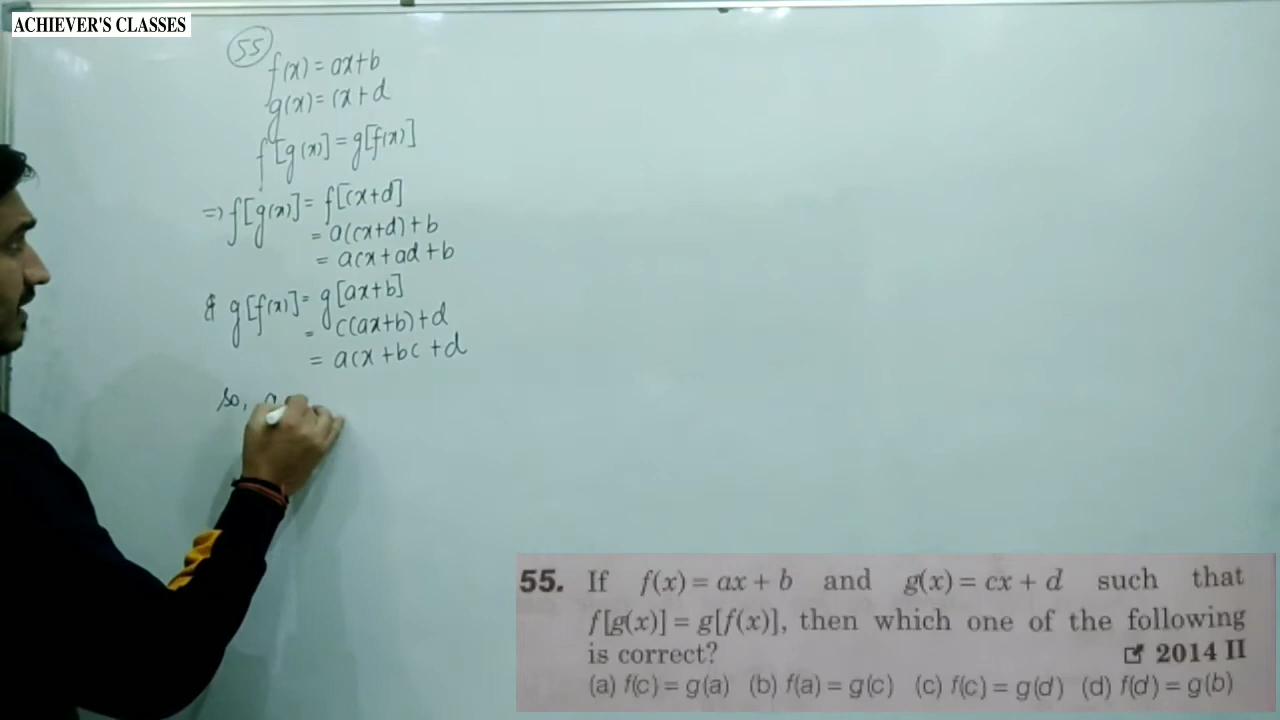 ACHIEVER'S CLASSES
55
f(x) = ax+b
g(x) = cx+d
f[g(x)] = g[f(x)]
=> f[g(x)] = f[cx+d]
= a(cx+d)+b
= acx+ad+b
& g[f(x)] = g[ax+b]
= c(ax+b)+d
= acx+bc+d
So,
55. If f(x) = ax + b and g(x) = cx + d such that
f[g(x)] = g[f(x)], then which one of the following
is correct? 2014 II
(a) f(c) = g(a) (b) f(a) = g(c) (c) f(c) = g(d) (d) f(d) = g(b)